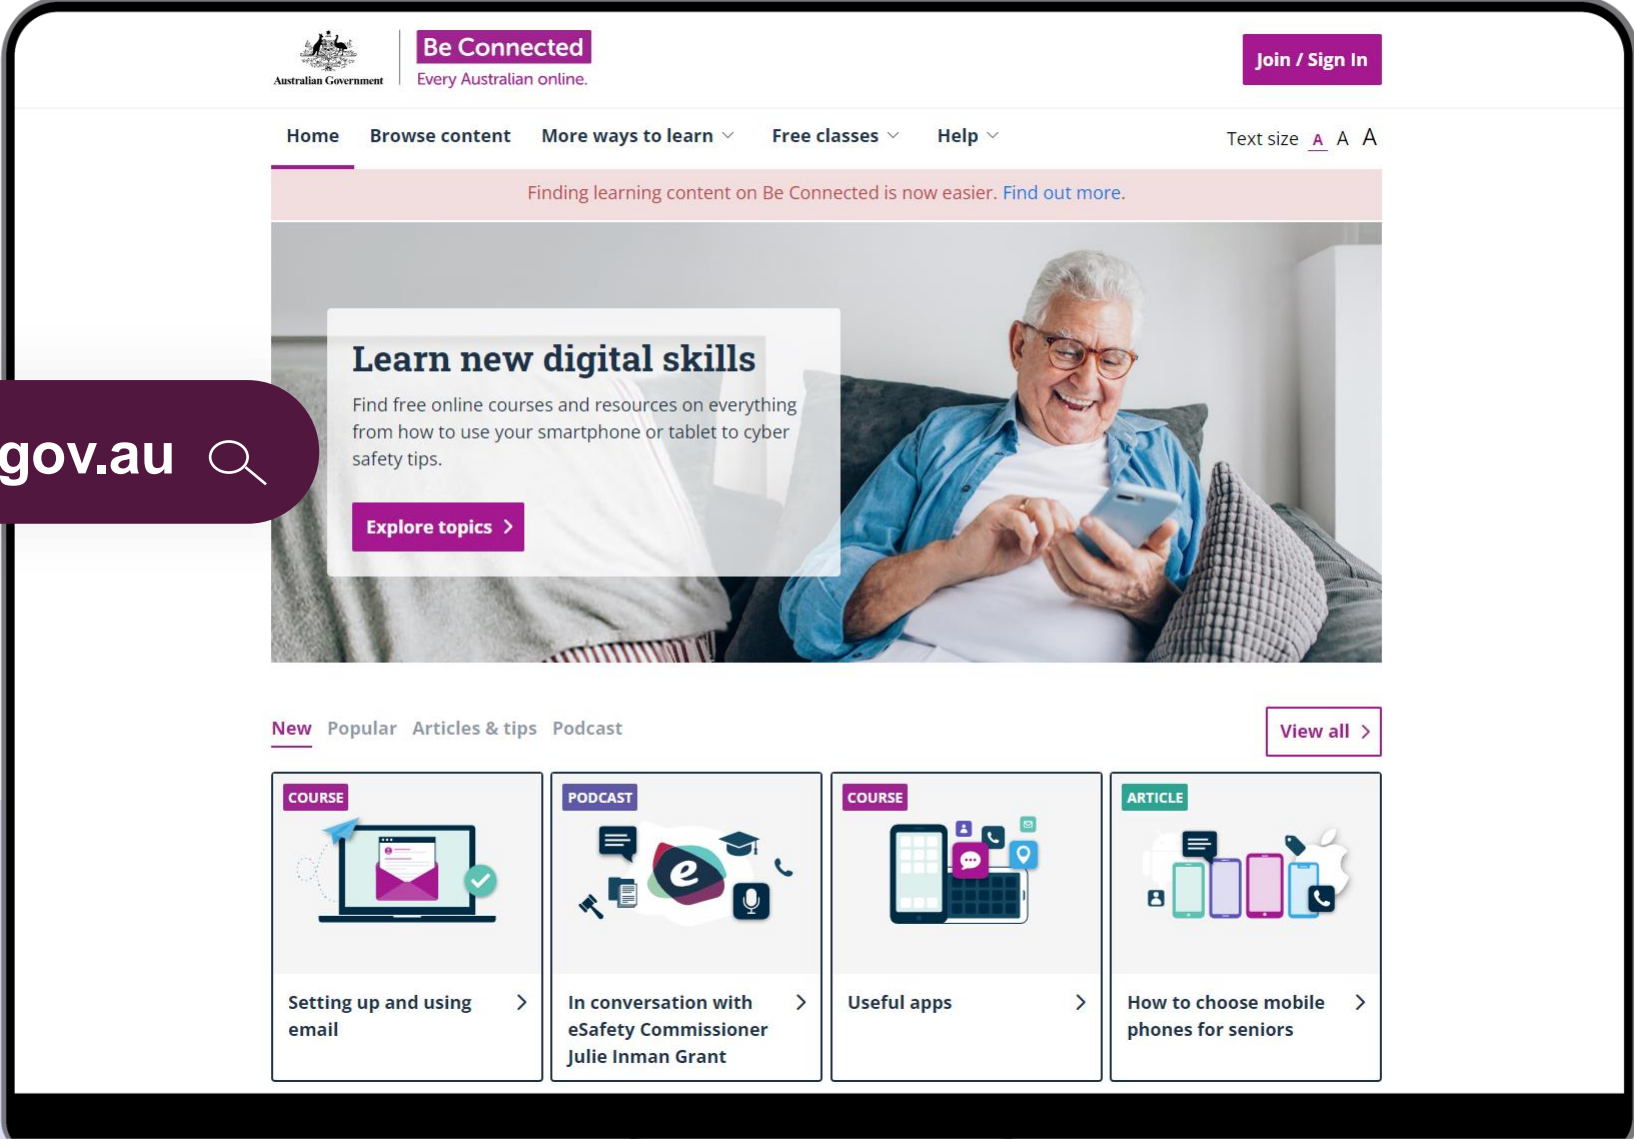 Australian Government
Be Connected
Every Australian online.
Join / Sign In
Home Browse content More ways to learn Free classes Help
Text size A A A
Finding learning content on Be Connected is now easier. Find out more.
Learn new digital skills
Find free online courses and resources on everything
from how to use your smartphone or tablet to cyber
safety tips.
gov.au
Explore topics
New Popular Articles & tips Podcast
View all
COURSE
Setting up and using
email
PODCAST
e
In conversation with
eSafety Commissioner
Julie Inman Grant
COURSE
Useful apps
ARTICLE
How to choose mobile
phones for seniors